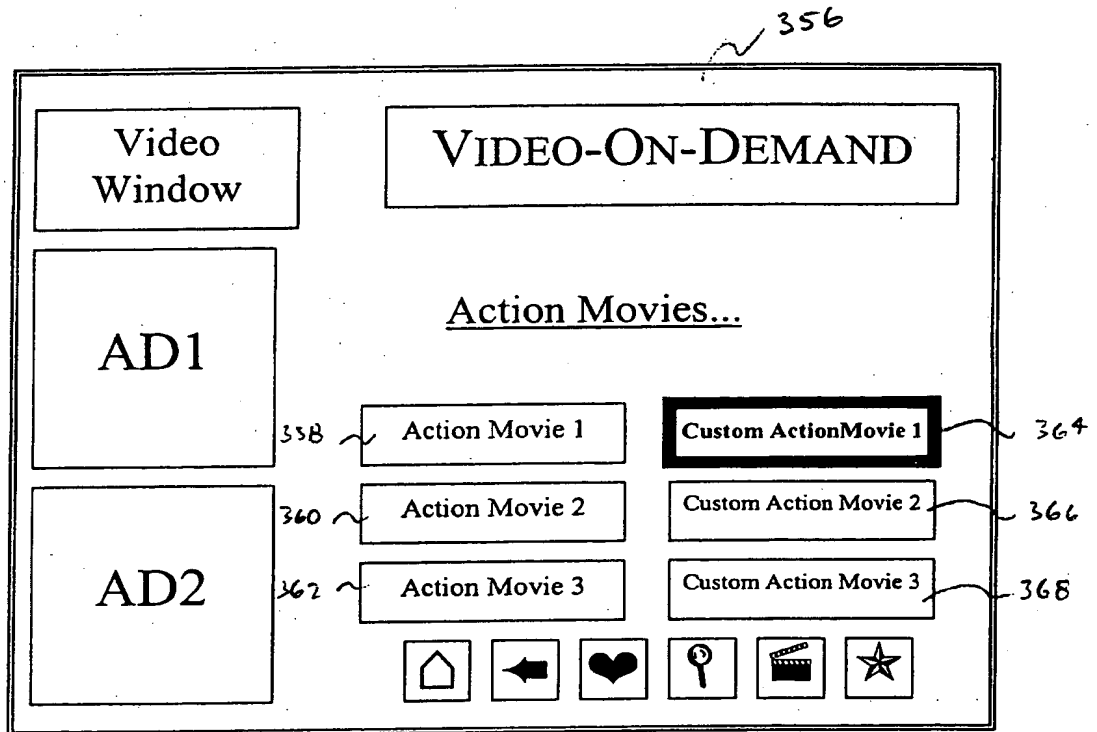 356
Video
Window
VIDEO-ON-DEMAND
AD1
Action Movies...
358
Action Movie 1
Custom ActionMovie 1
364
360
Action Movie 2
Custom Action Movie 2
366
AD2
362
Action Movie 3
Custom Action Movie 3
368